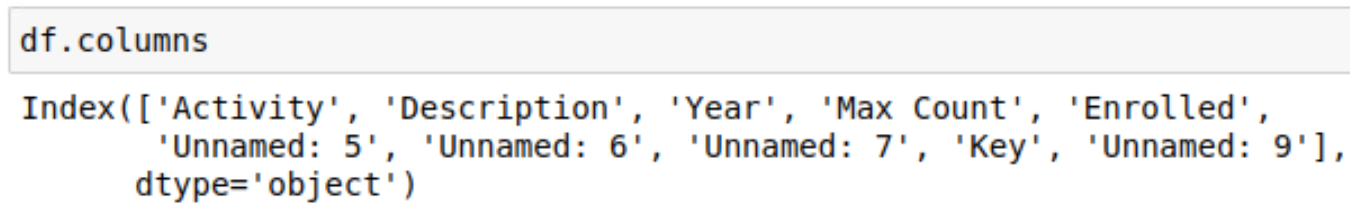 df.columns
Index(['Activity', 'Description', 'Year', 'Max Count', 'Enrolled',
'Unnamed: 5', 'Unnamed: 6', 'Unnamed: 7', 'Key', 'Unnamed: 9'],
dtype='object')